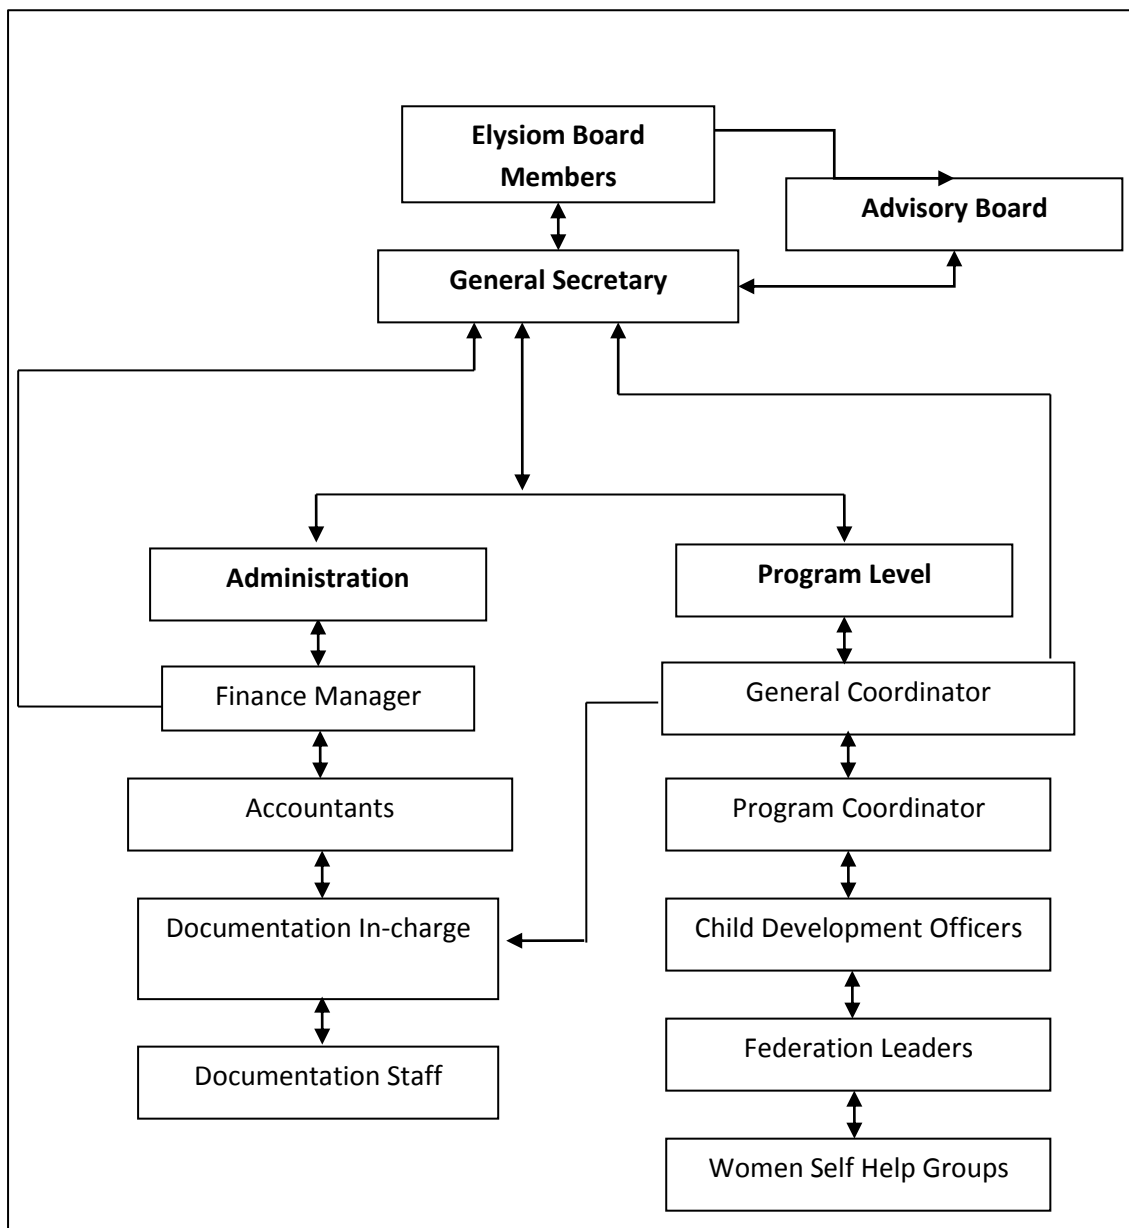 Elysiom Board
Members
Advisory Board
General Secretary
Administration
Program Level
Finance Manager
General Coordinator
Accountants
Program Coordinator
Documentation In-charge
Child Development Officers
Federation Leaders
Documentation Staff
Women Self Help Groups